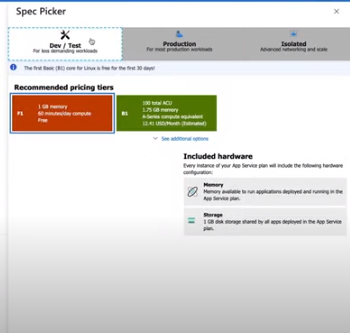 Spec Picker
Dev / Test
For less demanding workloads
Production
For most production workloads
Isolated
Advanced networking and scale
The first Basic (B1) core for Linux is free for the first 30 days!
Recommended pricing tiers
F1
1 GB memory
60 minutes/day compute
Free
B1
100 total ACU
1.75 GB memory
A-Series compute equivalent
12.41 USD/Month (Estimated)
See additional options
Included hardware
Every instance of your App Service plan will include the following hardware
configuration:
Memory
Memory available to run applications deployed and running in the
App Service plan.
Storage
1 GB disk storage shared by all apps deployed in the App Service
plan.